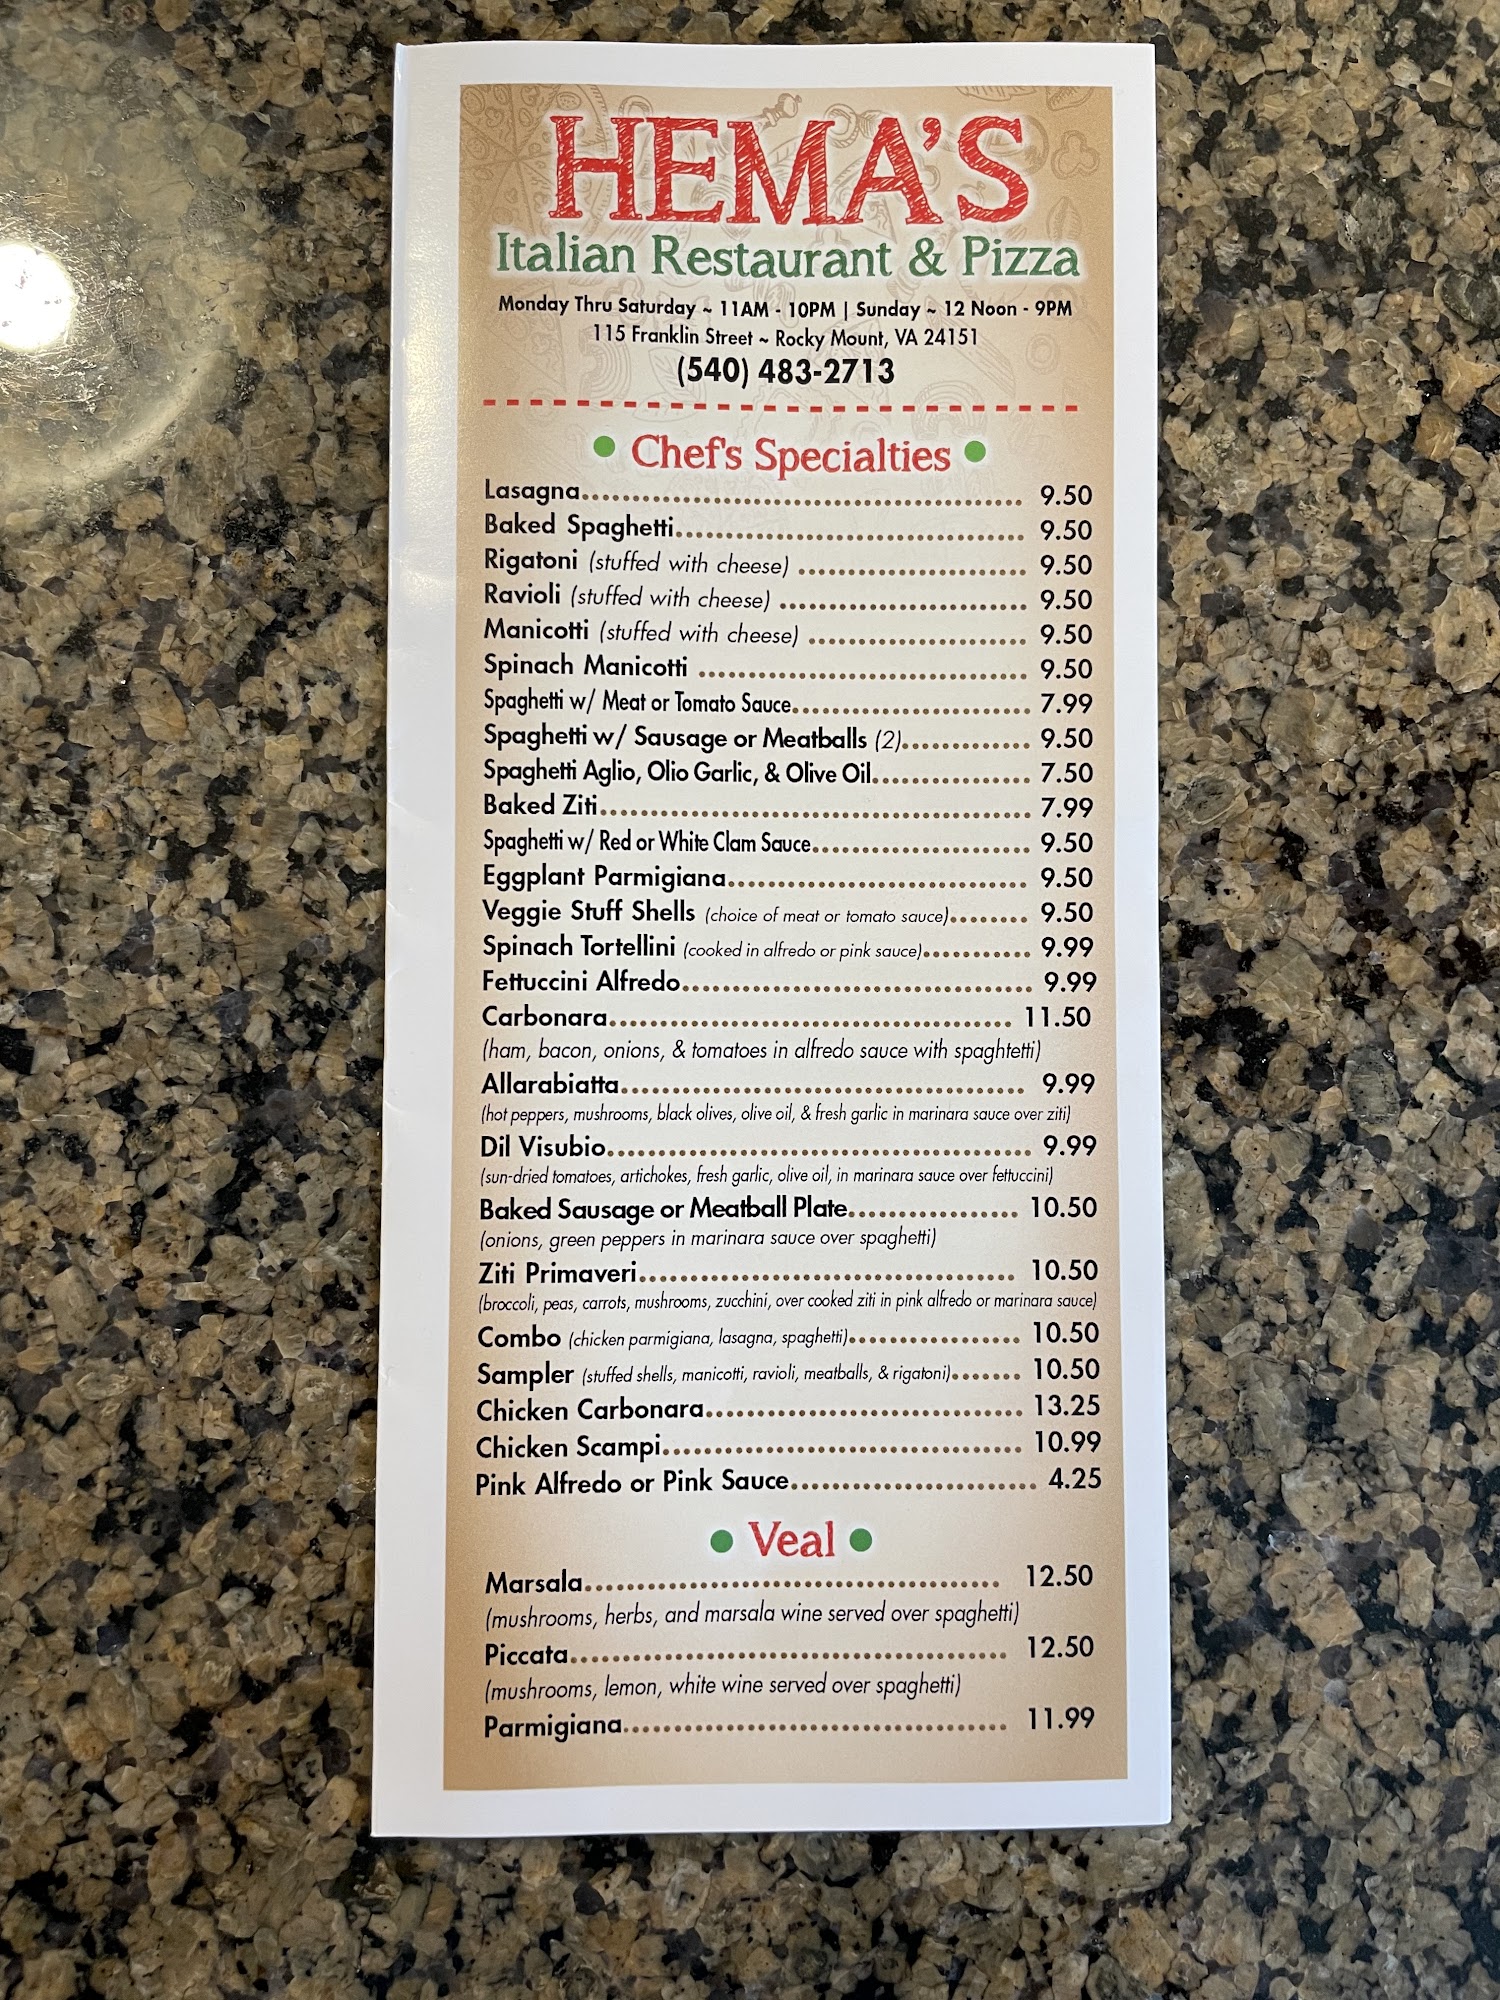 HEMA'S
Italian Restaurant & Pizza
Monday Thru Saturday ~ 11AM - 10PM | Sunday ~ 12 Noon - 9PM
115 Franklin Street ~ Rocky Mount, VA 24151
(540) 483-2713
• Chef's Specialties •
Lasagna 9.50
Baked Spaghetti 9.50
Rigatoni (stuffed with cheese) 9.50
Ravioli (stuffed with cheese) 9.50
Manicotti (stuffed with cheese) 9.50
Spinach Manicotti 9.50
Spaghetti w/ Meat or Tomato Sauce 7.99
Spaghetti w/ Sausage or Meatballs (2) 9.50
Spaghetti Aglio, Olio Garlic, & Olive Oil 7.50
Baked Ziti 7.99
Spaghetti w/ Red or White Clam Sauce 9.50
Eggplant Parmigiana 9.50
Veggie Stuff Shells (choice of meat or tomato sauce) 9.50
Spinach Tortellini (cooked in alfredo or pink sauce) 9.99
Fettuccini Alfredo 9.99
Carbonara 11.50
(ham, bacon, onions, & tomatoes in alfredo sauce with spaghtetti)
Allarabiatta 9.99
(hot peppers, mushrooms, black olives, olive oil, & fresh garlic in marinara sauce over ziti)
Dil Visubio 9.99
(sun-dried tomatoes, artichokes, fresh garlic, olive oil, in marinara sauce over fettuccini)
Baked Sausage or Meatball Plate 10.50
(onions, green peppers in marinara sauce over spaghetti)
Ziti Primaveri 10.50
(broccoli, peas, carrots, mushrooms, zucchini, over cooked ziti in pink alfredo or marinara sauce)
Combo (chicken parmigiana, lasagna, spaghetti) 10.50
Sampler (stuffed shells, manicotti, ravioli, meatballs, & rigatoni) 10.50
Chicken Carbonara 13.25
Chicken Scampi 10.99
Pink Alfredo or Pink Sauce 4.25
• Veal •
Marsala 12.50
(mushrooms, herbs, and marsala wine served over spaghetti)
Piccata 12.50
(mushrooms, lemon, white wine served over spaghetti)
Parmigiana 11.99